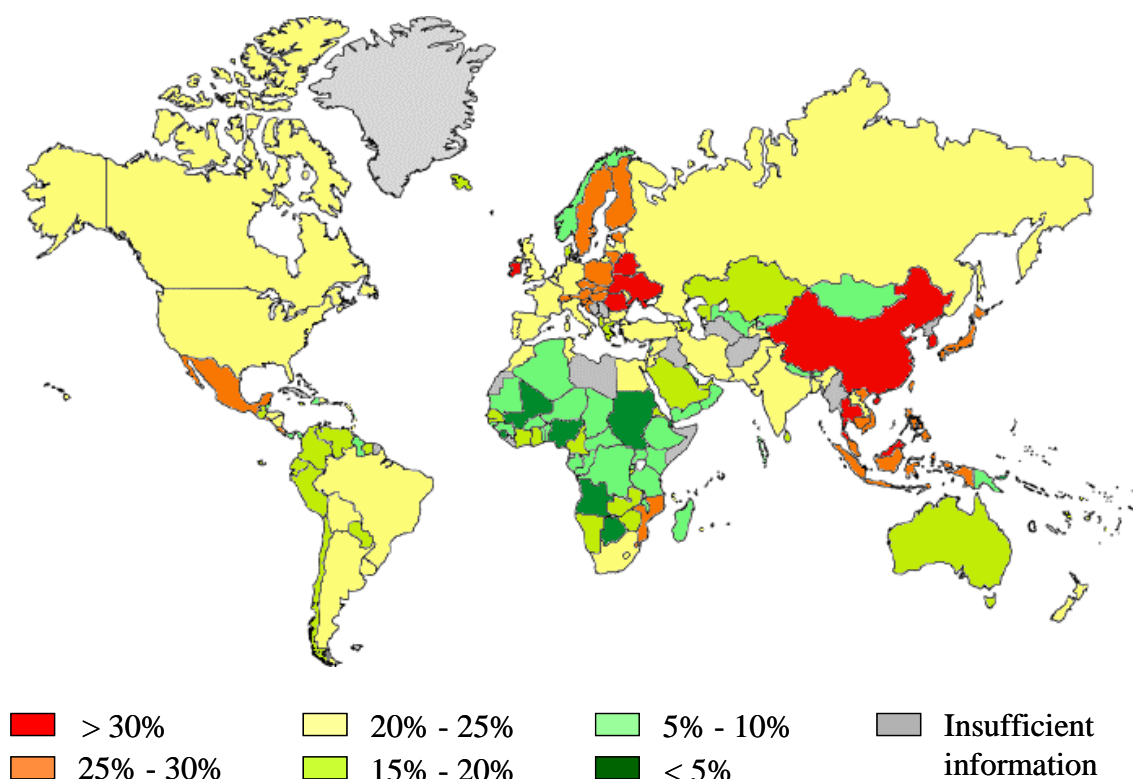 > 30%
20% - 25%
5% - 10%
Insufficient
information
25% - 30%
15% - 20%
< 5%